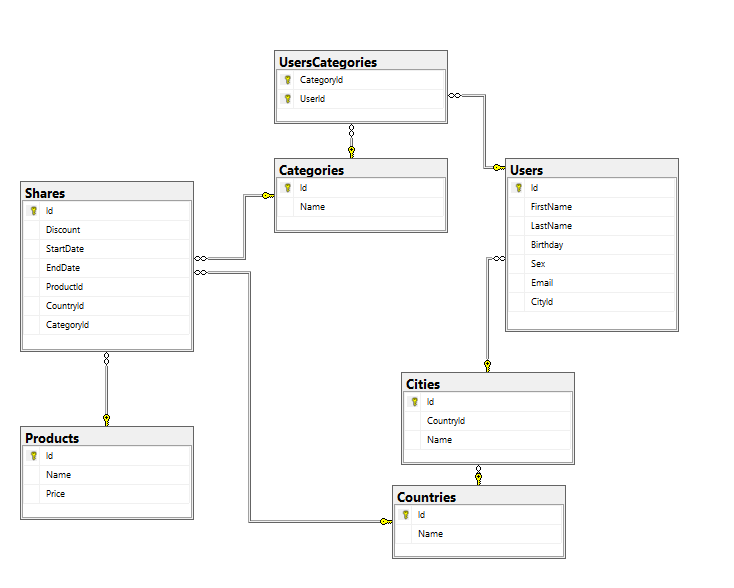 UsersCategories
CategoryId
UserId
Categories
Id
Name
Users
Id
FirstName
LastName
Birthday
Sex
Email
CityId
Shares
Id
Discount
StartDate
EndDate
ProductId
CountryId
CategoryId
Cities
Id
CountryId
Name
Products
Id
Name
Price
Countries
Id
Name